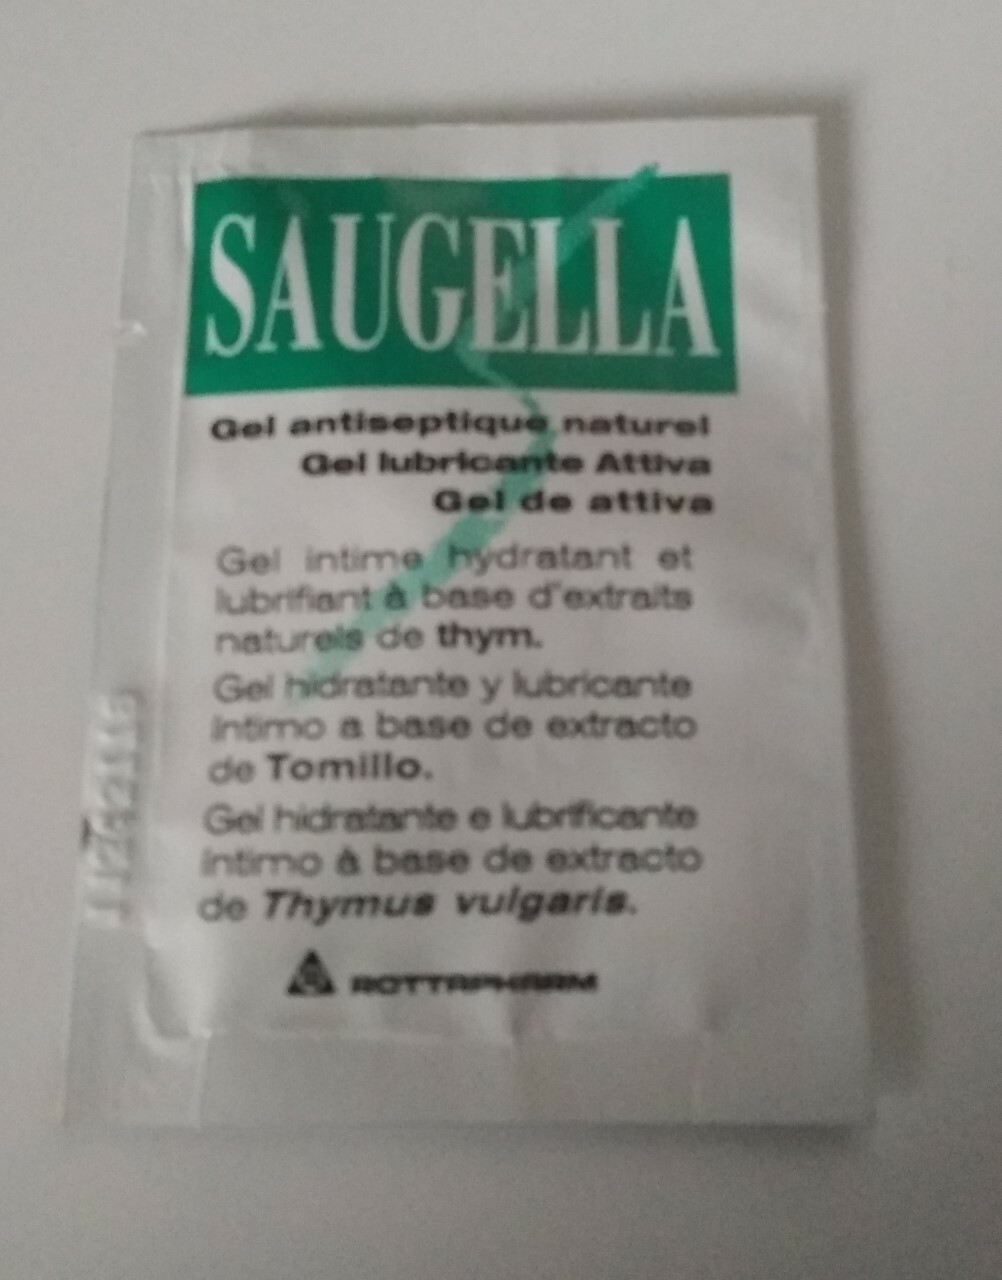 SAUGELLA
Gel antiseptique naturel
Gel lubricante Attiva
Gel de attiva
Gel intime hydratant et
lubrifiant à base d'extraits
naturels de thym.
Gel hidratante y lubricante
intimo a base de extracto
de Tomillo.
Gel hidratante e lubrificante
intimo à base de extracto
de Thymus vulgaris.
ROTTAPHARM